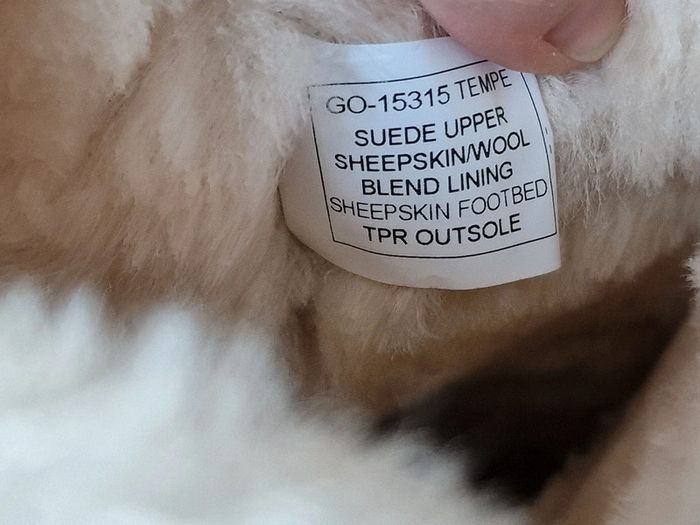 GO-15315 TEMPE
SUEDE UPPER
SHEEPSKIN/WOOL
BLEND LINING
SHEEPSKIN FOOTBED
TPR OUTSOLE